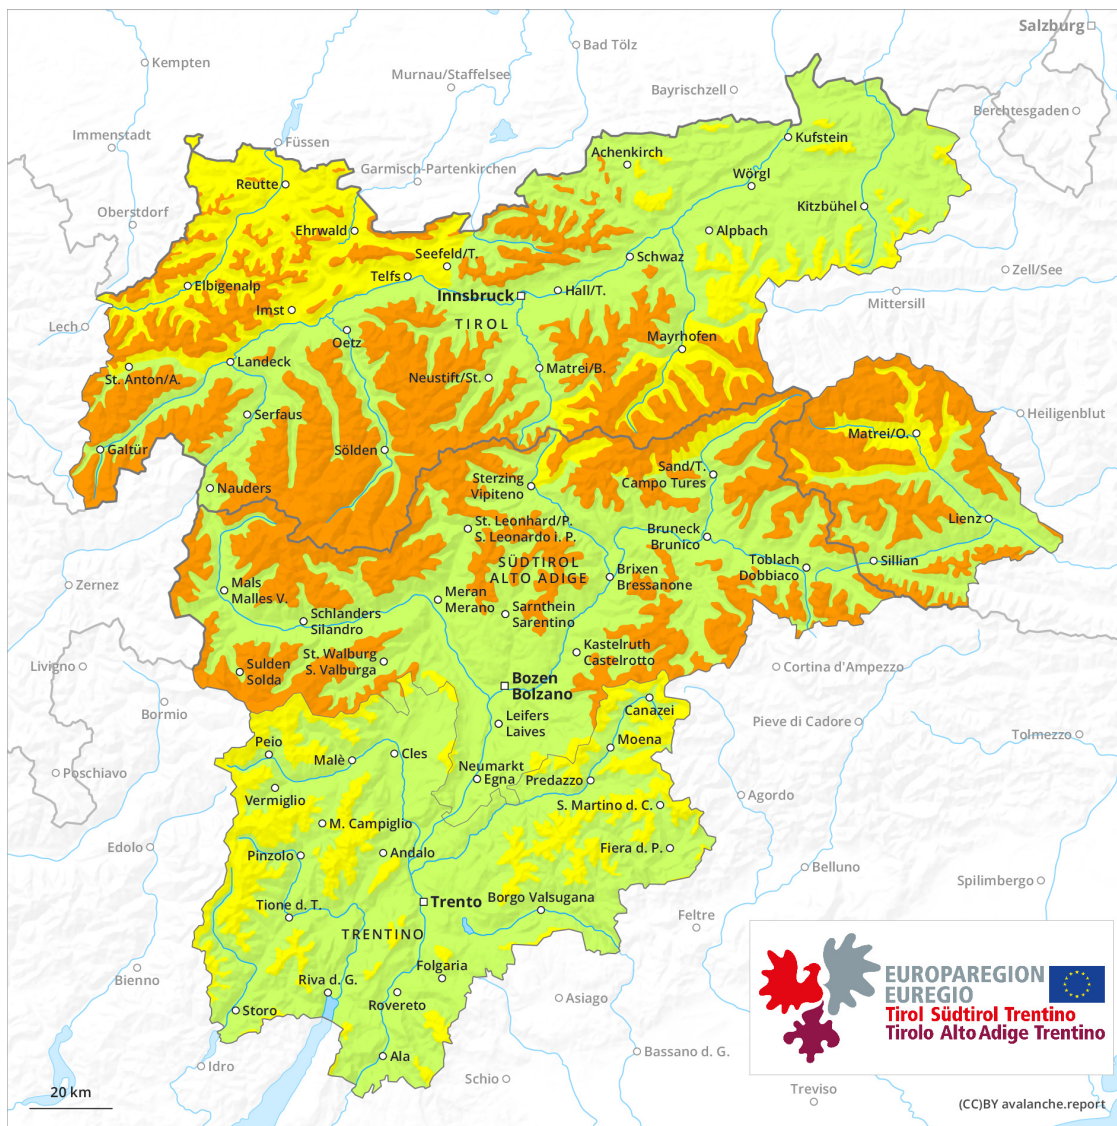 Salzburg
Bad Tölz
Kempten
Murnau/Staffelsee
Bayrischzell
Berchtesgaden
Immenstadt
Füssen
Kufstein
Achenkirch
Garmisch-Partenkirchen
Wörgl
Reutte
Oberstdorf
Kitzbühel
Ehrwald
Alpbach
Seefeld/T.
Schwaz
Zell/See
Telfs
Elbigenalp
Innsbruck
Hall/T.
Mittersill
Imst
Lech
TIROL
Oetz
Mayrhofen
Landeck
Matrei/B.
St. Anton/A.
Neustift/St.
Serfaus
Heiligenblut
Matrei/O.
Galtür
Sölden
Sand/T.
Campo Tures
Sterzing
Vipiteno
Nauders
Lienz
St. Leonhard/P.
S. Leonardo i. P.
Bruneck
Brunico
SÜDTIROL
ALTO ADIGE
Toblach
Dobbiaco
Sillian
Brixen
Bressanone
Zernez
Mals
Malles V.
Meran
Merano
Schlanders
Silandro
Sarnthein
Sarentino
Kastelruth
Castelrotto
St. Walburg
S. Valburga
Livigno
Sulden
Solda
Cortina d'Ampezzo
Bozen
Bolzano
Canazei
Bormio
Leifers
Laives
Pieve di Cadore
Tolmezzo
Peio
Moena
Cles
Malè
Poschiavo
Neumarkt
Egna
Predazzo
Vermiglio
Agordo
S. Martino d. C.
M. Campiglio
Edolo
Pinzolo
Andalo
Fiera d. P.
Belluno
Spilimbergo
Trento
Borgo Valsugana
Tione d. T.
Feltre
TRENTINO
Folgaria
Bienno
Riva d. G.
Rovereto
Asiago
Storo
EUROPAREGION
EUREGIO
Tirol Südtirol Trentino
Tirolo Alto Adige Trentino
Ala
Bassano d. G.
Idro
Schio
Treviso
20 km
(CC)BY avalanche.report